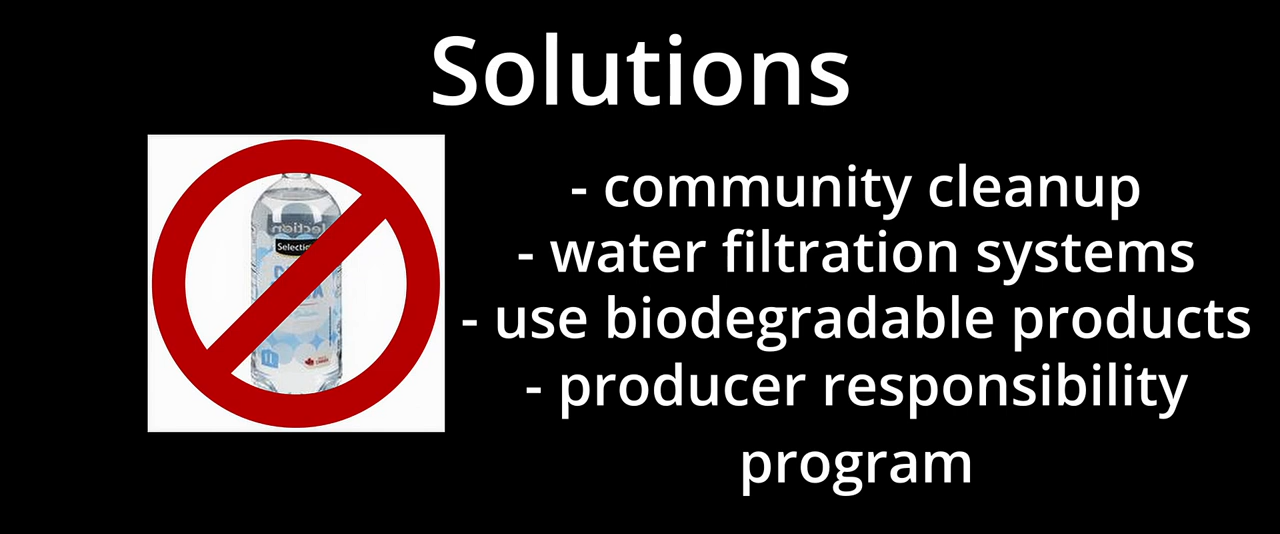 Solutions
- community cleanup
- water filtration systems
- use biodegradable products
- producer responsibility
program